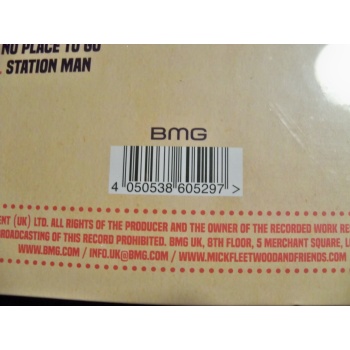 NO PLACE TO GO
STATION MAN
BMG
4 050538 605297 >
ENT (UK) LTD. ALL RIGHTS OF THE PRODUCER AND THE OWNER OF THE RECORDED WORK RE
BROADCASTING OF THIS RECORD PROHIBITED. BMG UK, 8TH FLOOR, 5 MERCHANT SQUARE, L
WWW.BMG.COM / INFO.UK@BMG.COM / WWW.MICKFLEETWOODANDFRIENDS.COM